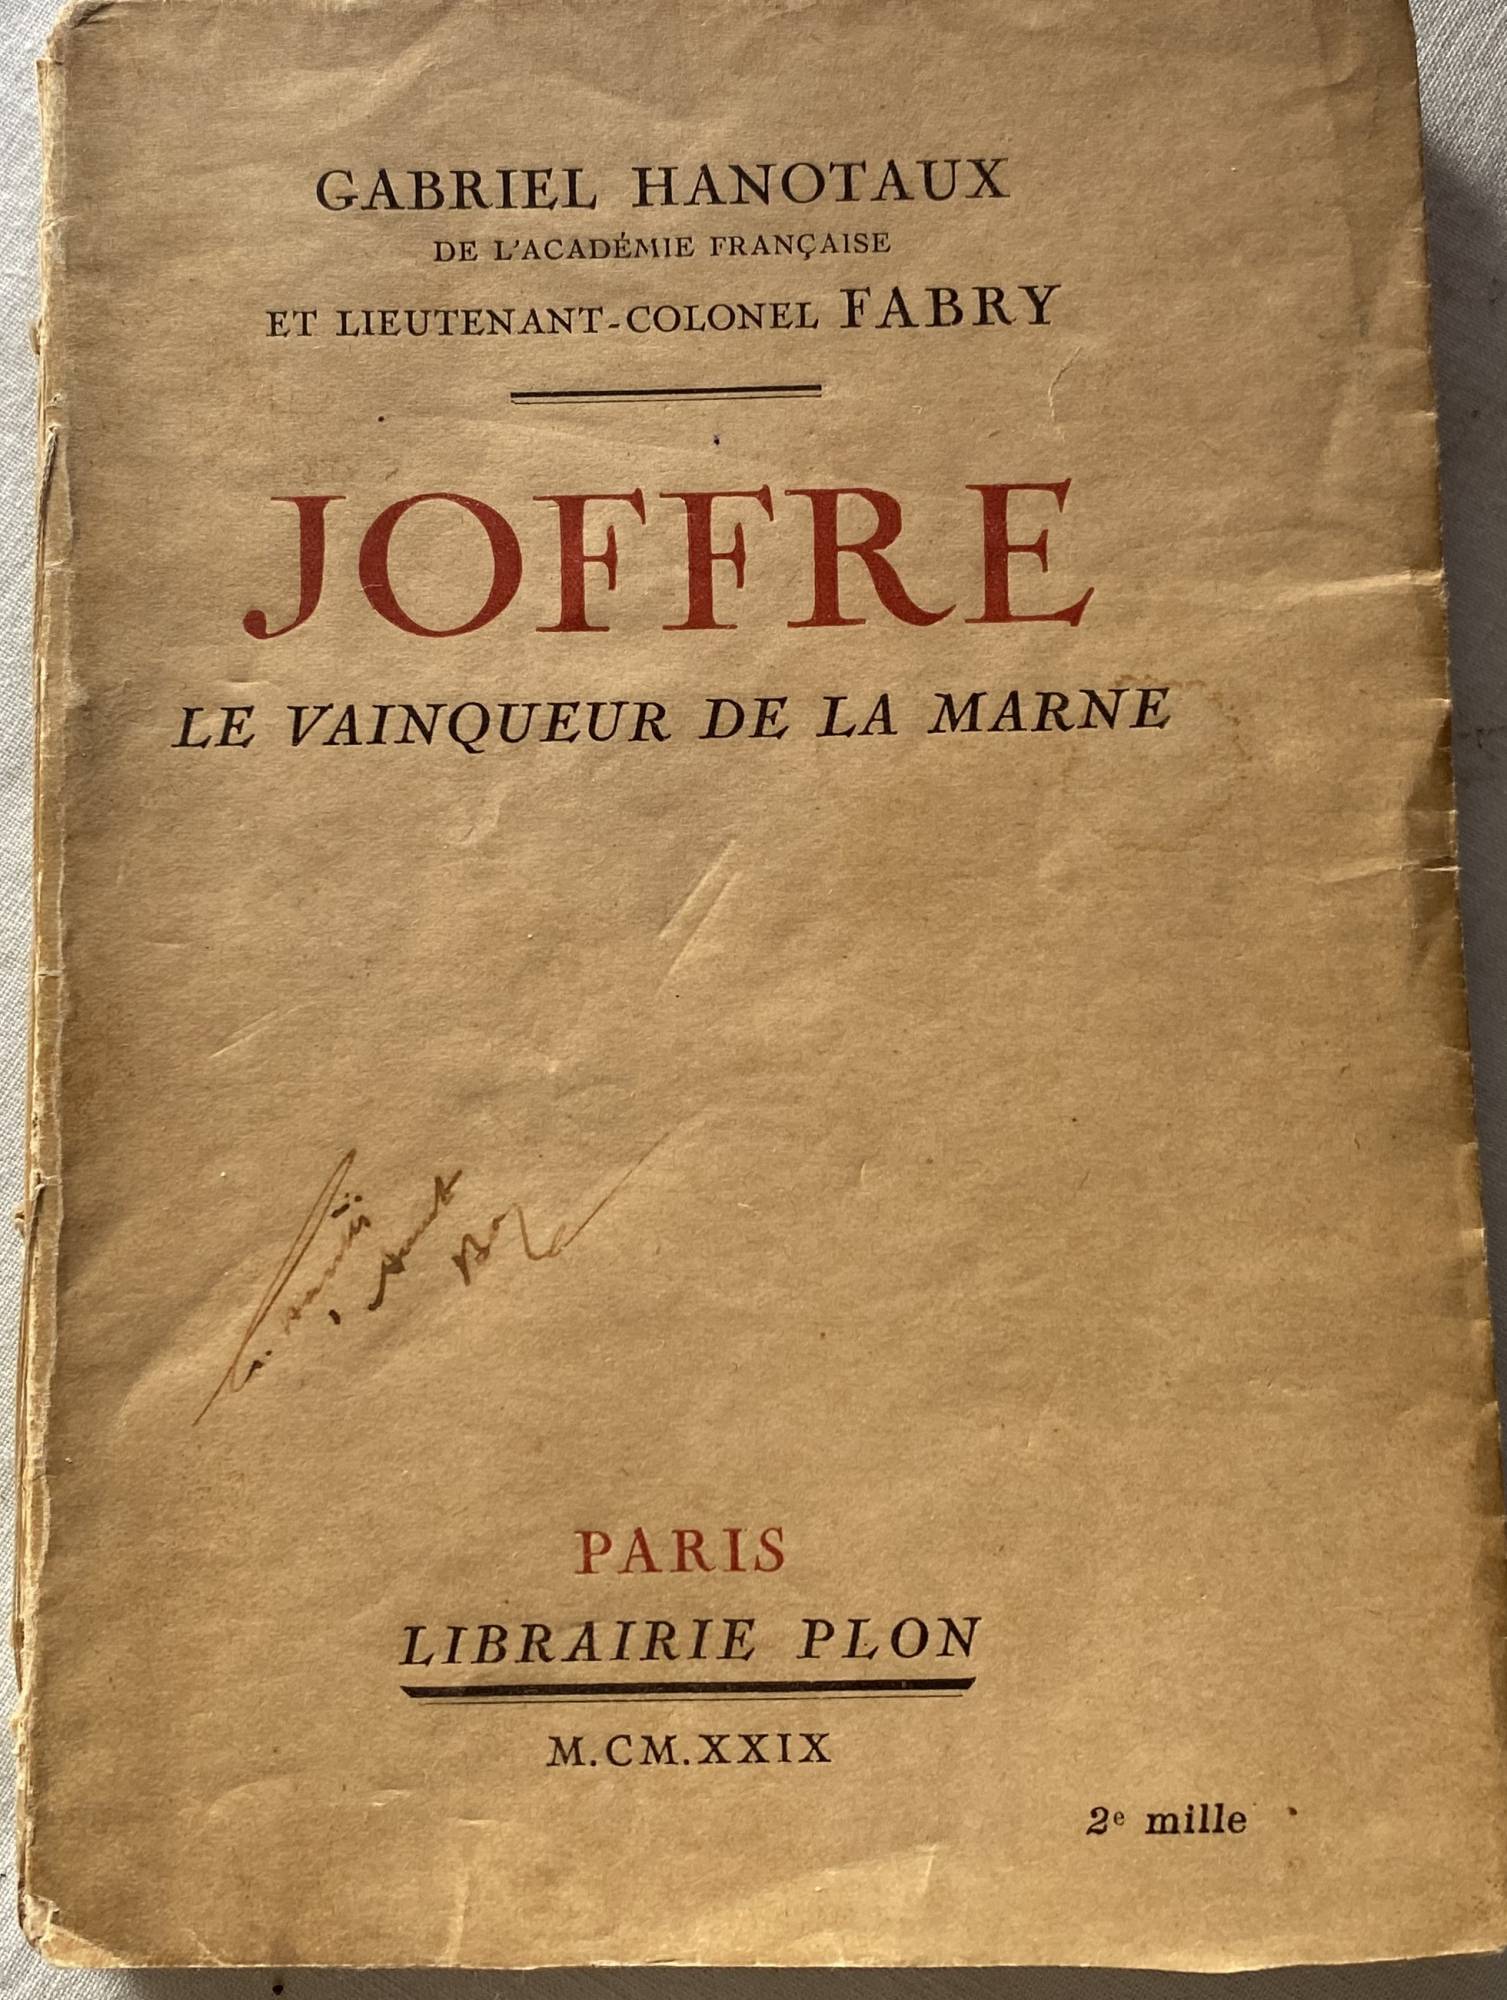 GABRIEL HANOTAUX
DE L'ACADÉMIE FRANÇAISE
ET LIEUTENANT-COLONEL FABRY
JOFFRE
LE VAINQUEUR DE LA MARNE
PARIS
LIBRAIRIE PLON
M.CM.XXIX
2e mille